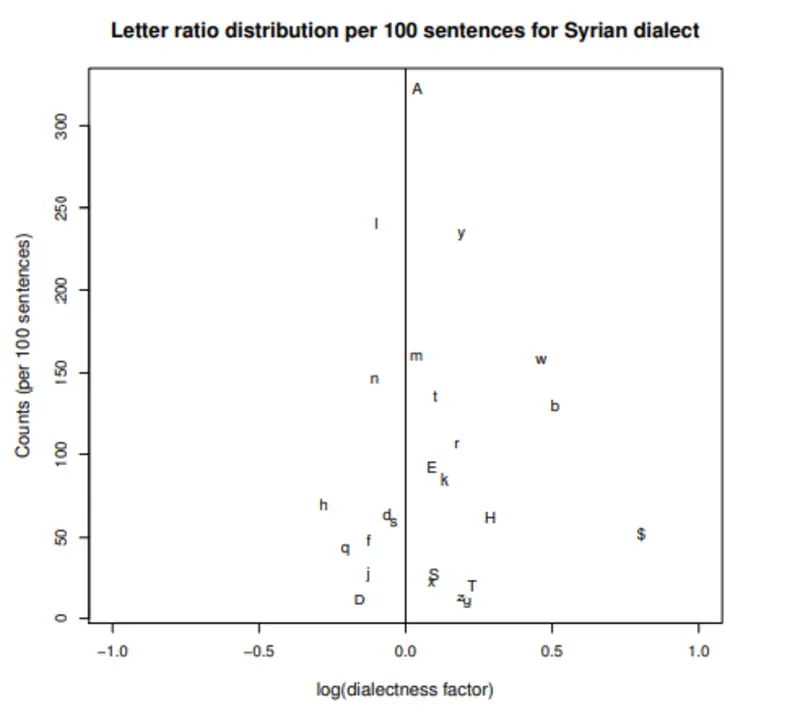 Letter ratio distribution per 100 sentences for Syrian dialect
A
300
250
l
y
200
m
w
150
n
t
b
r
100
E
k
h
d
s
H
$
50
f
q
j
S
x
T
D
z
g
0
−1.0 −0.5 0.0 0.5 1.0
Counts (per 100 sentences)
log(dialectness factor)